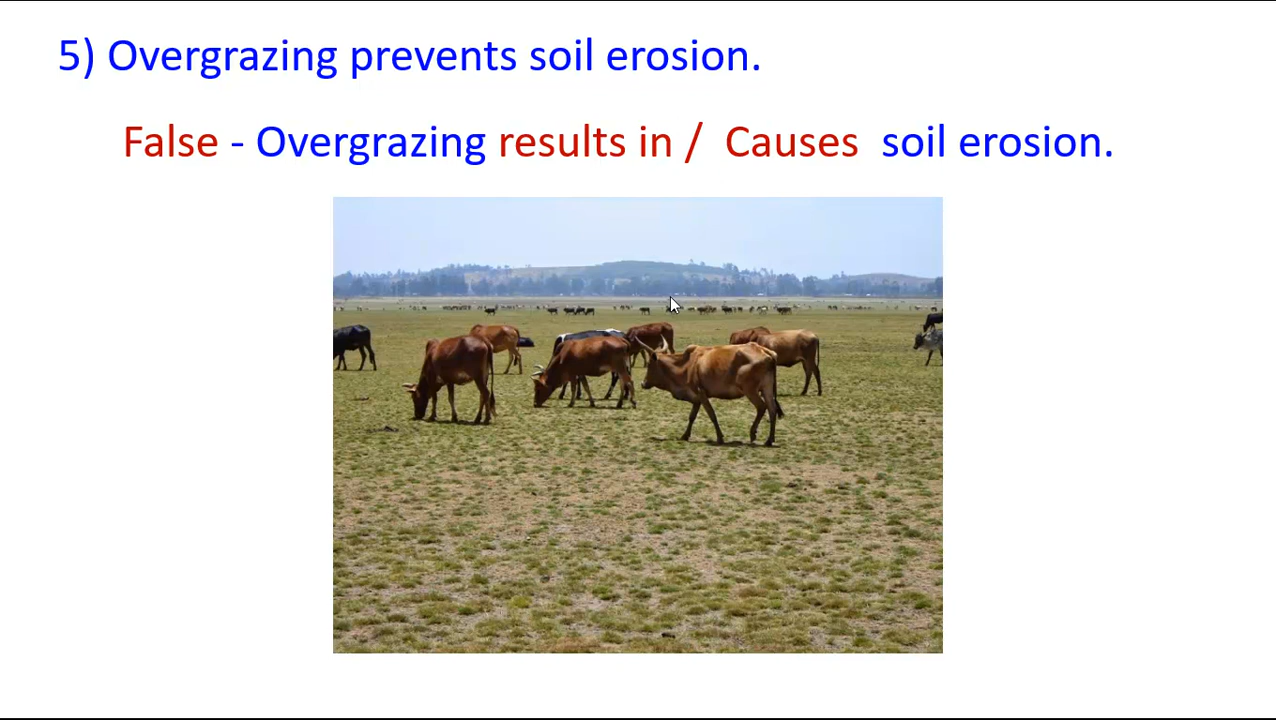 5) Overgrazing prevents soil erosion.
False - Overgrazing results in / Causes soil erosion.